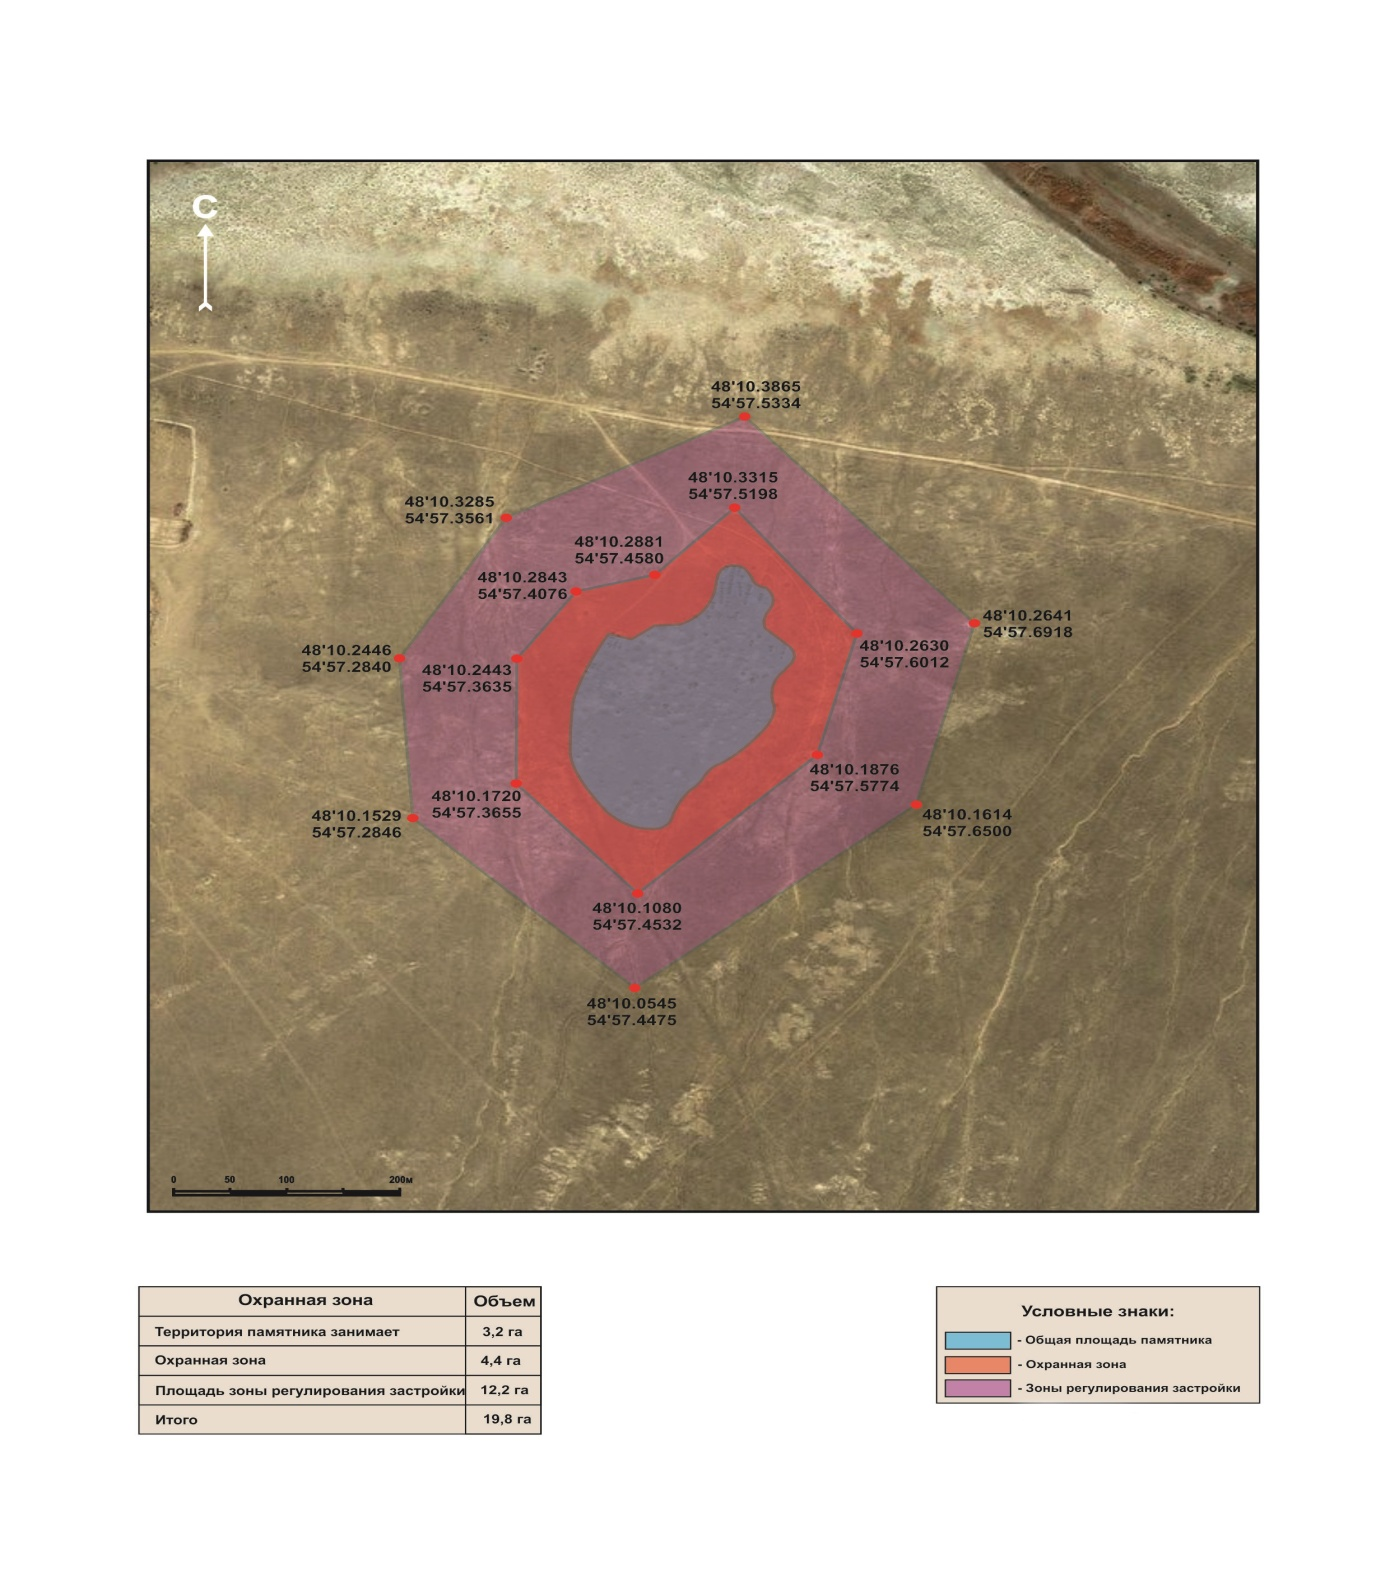 С
48'10.3865
54'57.5334
48'10.3315
54'57.5198
48'10.3285
54'57.3561
48'10.2881
54'57.4580
48'10.2843
54'57.4076
48'10.2641
54'57.6918
48'10.2630
54'57.6012
48'10.2446
54'57.2840
48'10.2443
54'57.3635
48'10.1876
54'57.5774
48'10.1720
54'57.3655
48'10.1529
54'57.2846
48'10.1614
54'57.6500
48'10.1080
54'57.4532
48'10.0545
54'57.4475
0 50 100 200м
Охранная зона Объем
Территория памятника занимает 3,2 га
Охранная зона 4,4 га
Площадь зоны регулирования застройки 12,2 га
Итого 19,8 га
Условные знаки:
- Общая площадь памятника
- Охранная зона
- Зоны регулирования застройки